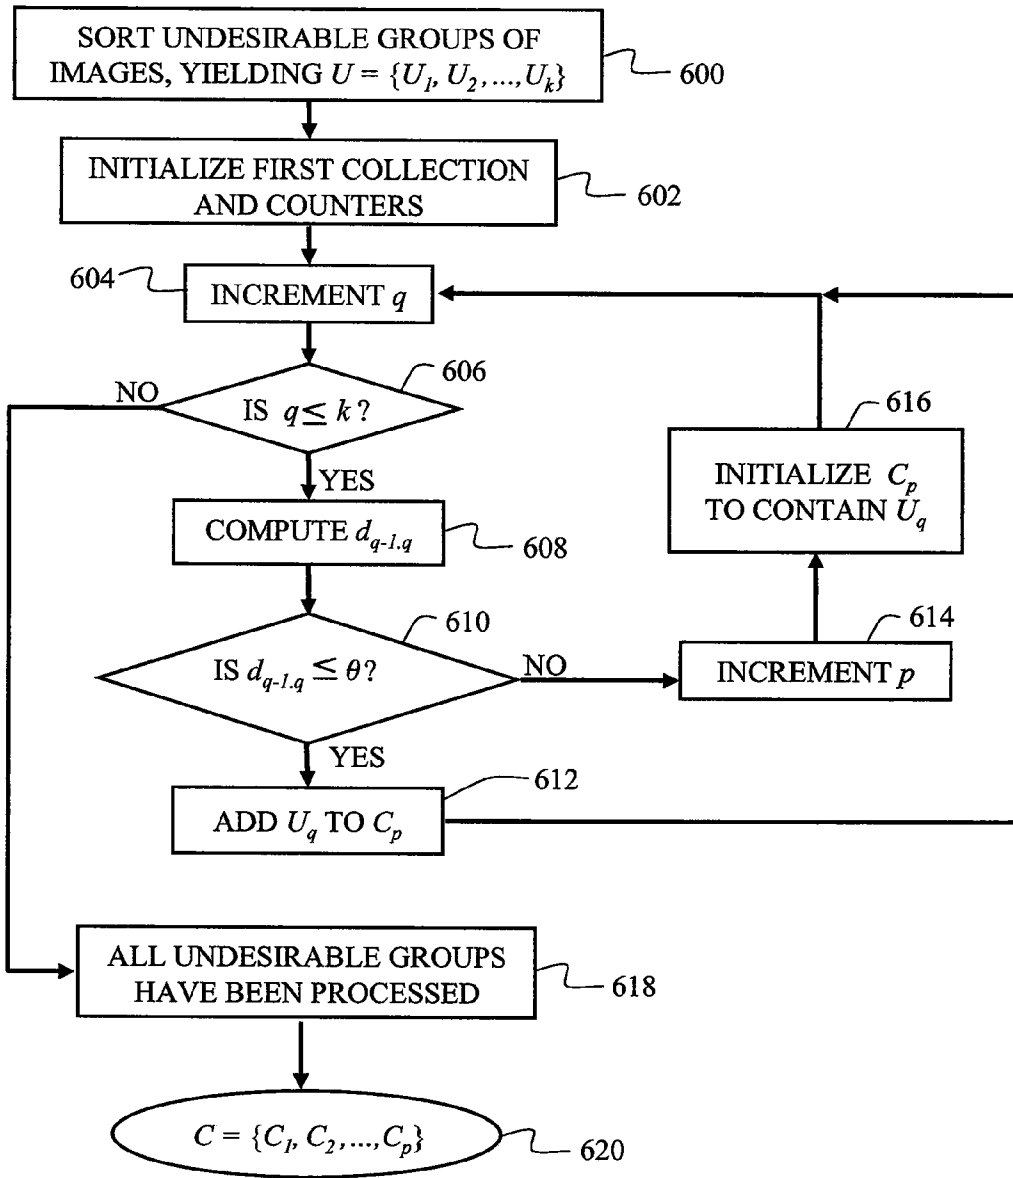 SORT UNDESIRABLE GROUPS OF
IMAGES, YIELDING U = {U1, U2,...,Uk}
600
INITIALIZE FIRST COLLECTION
AND COUNTERS
602
604
INCREMENT q
606
NO
IS q ≤ k?
YES
616
INITIALIZE Cp
TO CONTAIN Uq
COMPUTE dq-1.q
608
610
614
IS dq-1.q ≤ θ?
NO
INCREMENT p
YES
612
ADD Uq TO Cp
ALL UNDESIRABLE GROUPS
HAVE BEEN PROCESSED
618
C = {C1, C2,...,Cp}
620